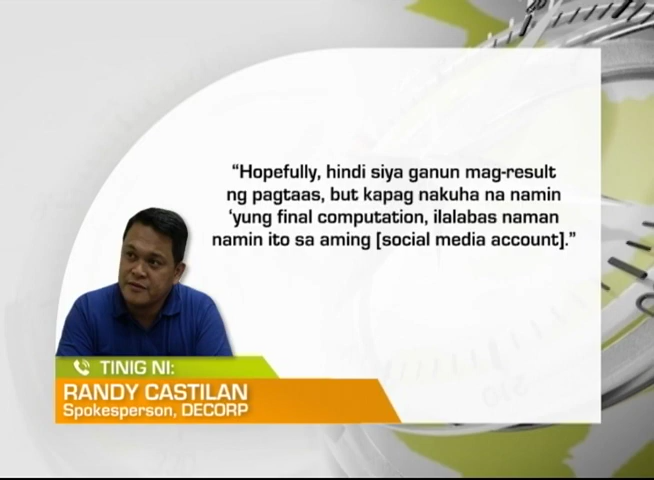 “Hopefully, hindi siya ganun mag-result
ng pagtaas, but kapag nakuha na namin
‘yung final computation, ilalabas naman
namin ito sa aming [social media account].”
TINIG NI:
RANDY CASTILAN
Spokesperson, DECORP